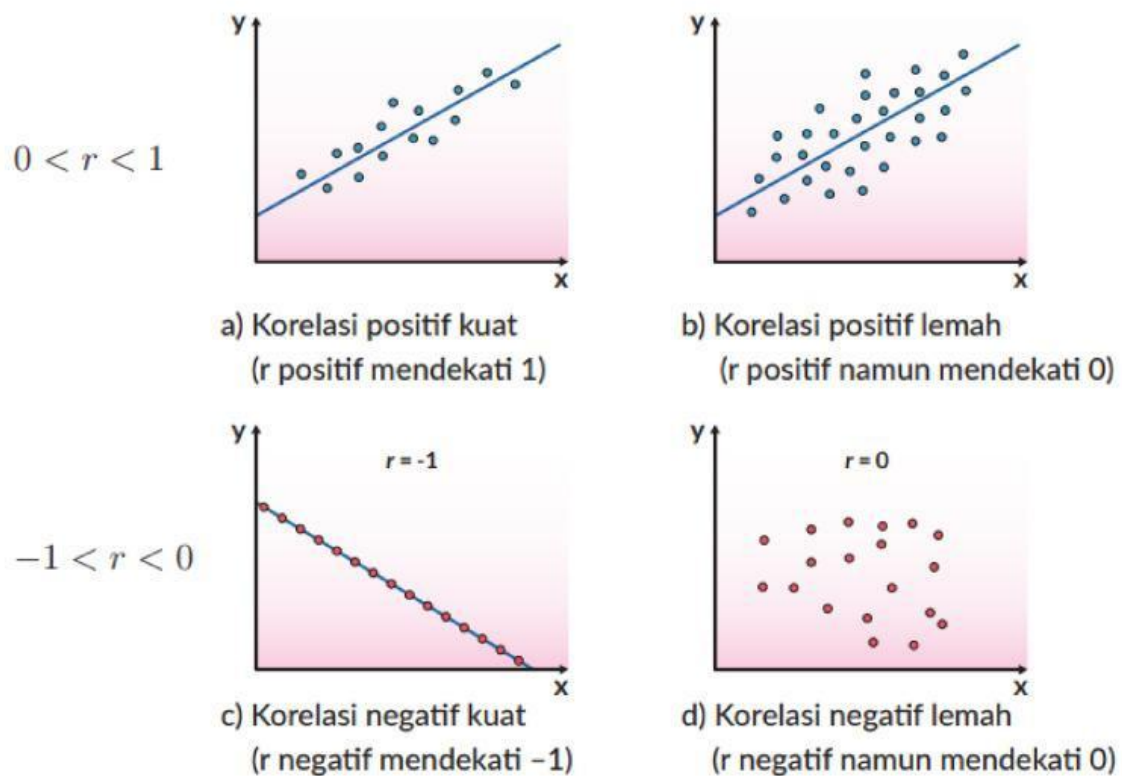 y
y
0 < r < 1
x
x
a) Korelasi positif kuat
(r positif mendekati 1)
b) Korelasi positif lemah
(r positif namun mendekati 0)
y
r = -1
y
r = 0
−1 < r < 0
x
x
c) Korelasi negatif kuat
(r negatif mendekati −1)
d) Korelasi negatif lemah
(r negatif namun mendekati 0)